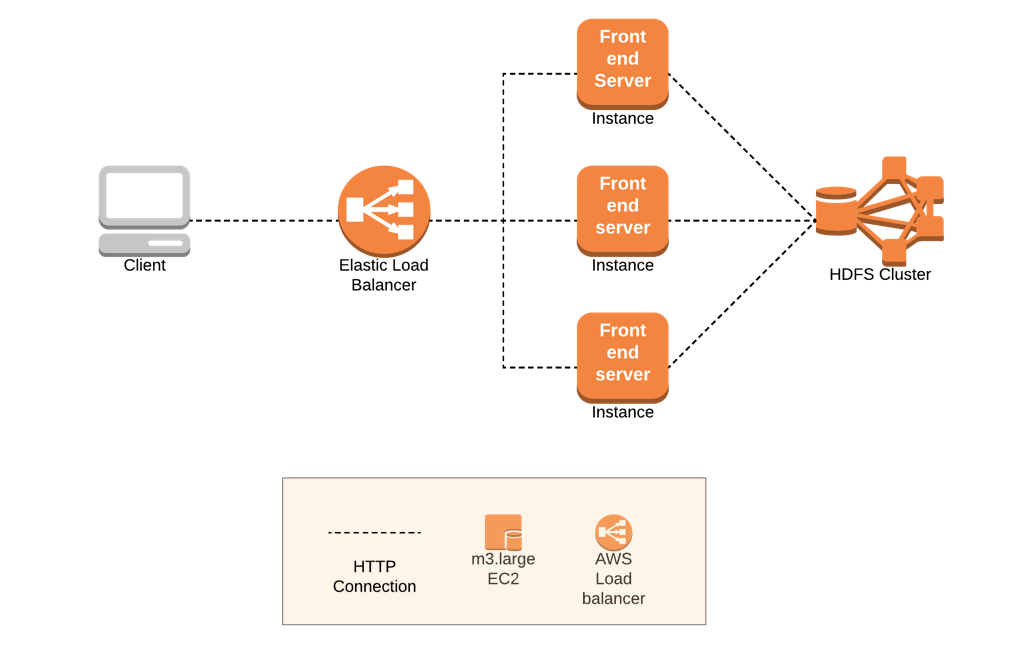 Front
end
Server
Instance
Client
Elastic Load
Balancer
Front
end
server
Instance
HDFS Cluster
Front
end
server
Instance
HTTP
Connection
m3.large
EC2
AWS
Load
balancer